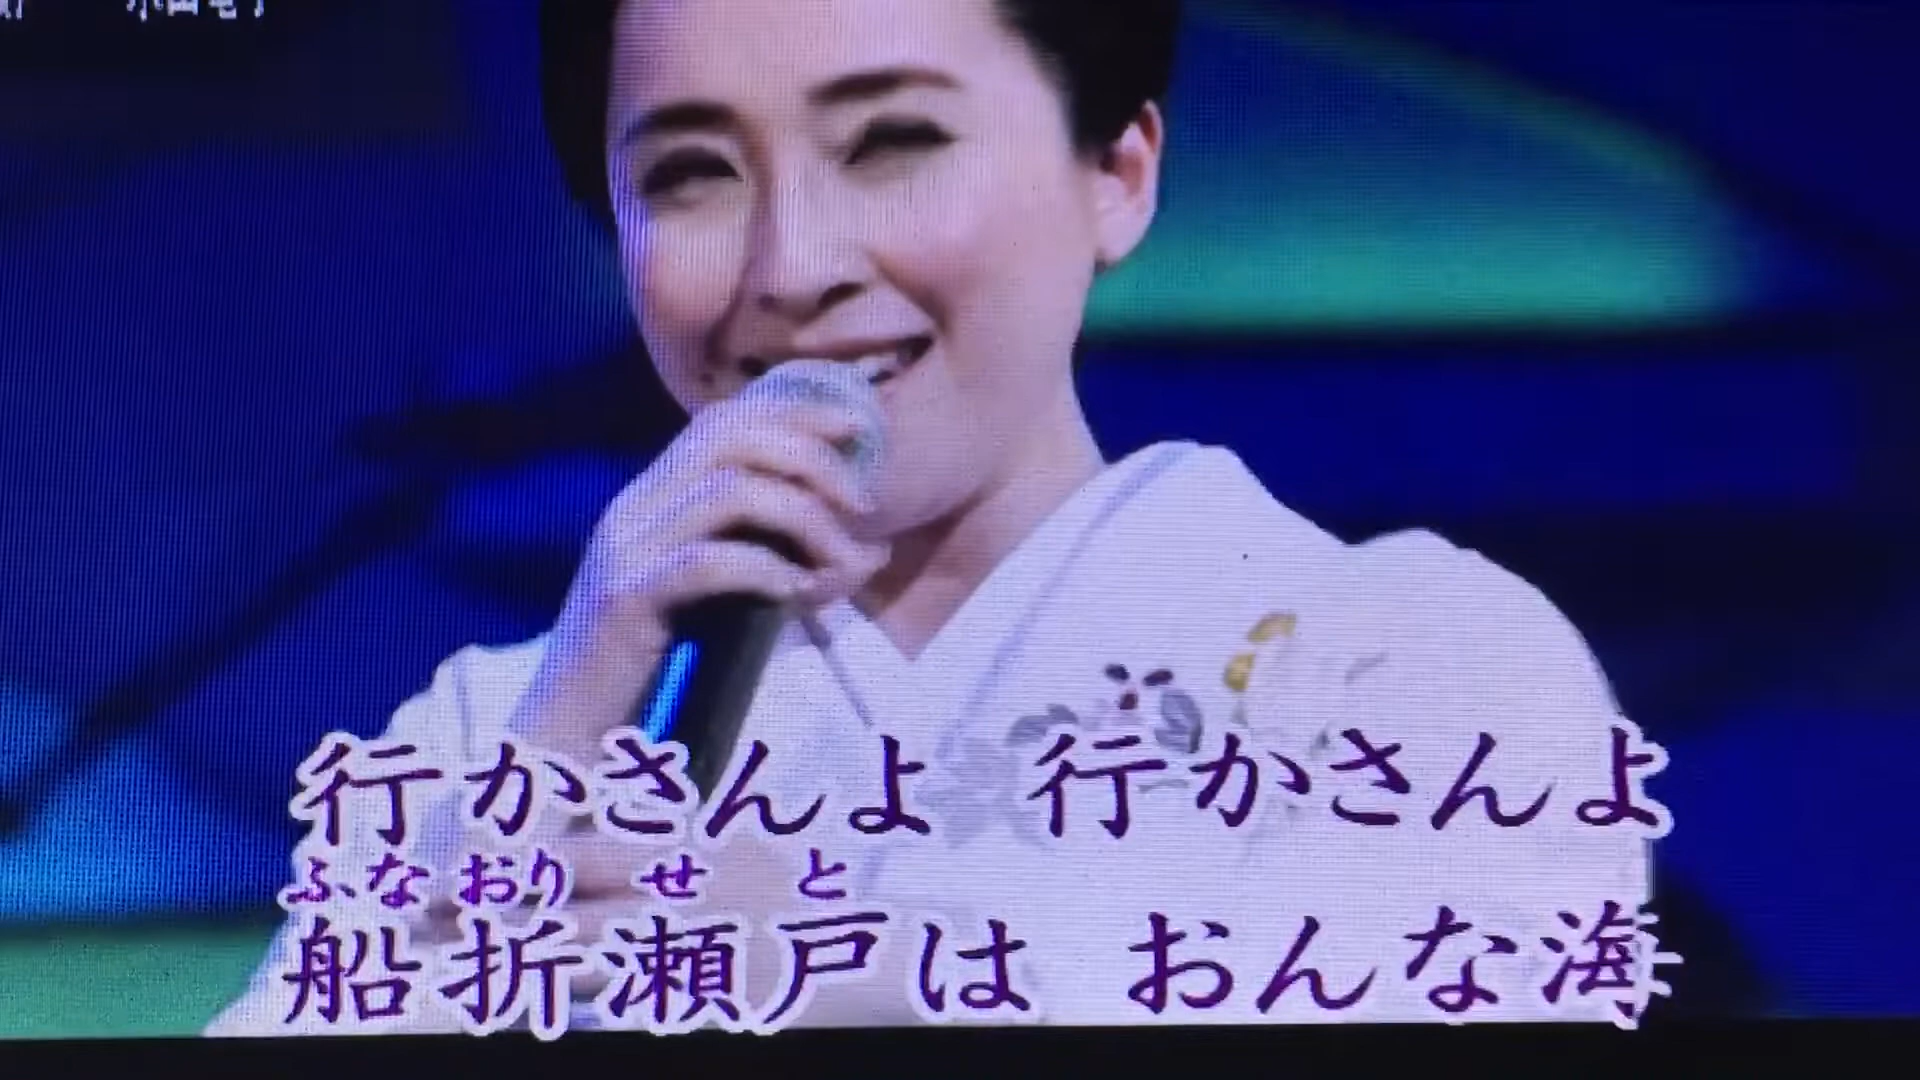 行かさんよ 行かさんよ
ふなおり せ と
船折瀬戸は おんな海